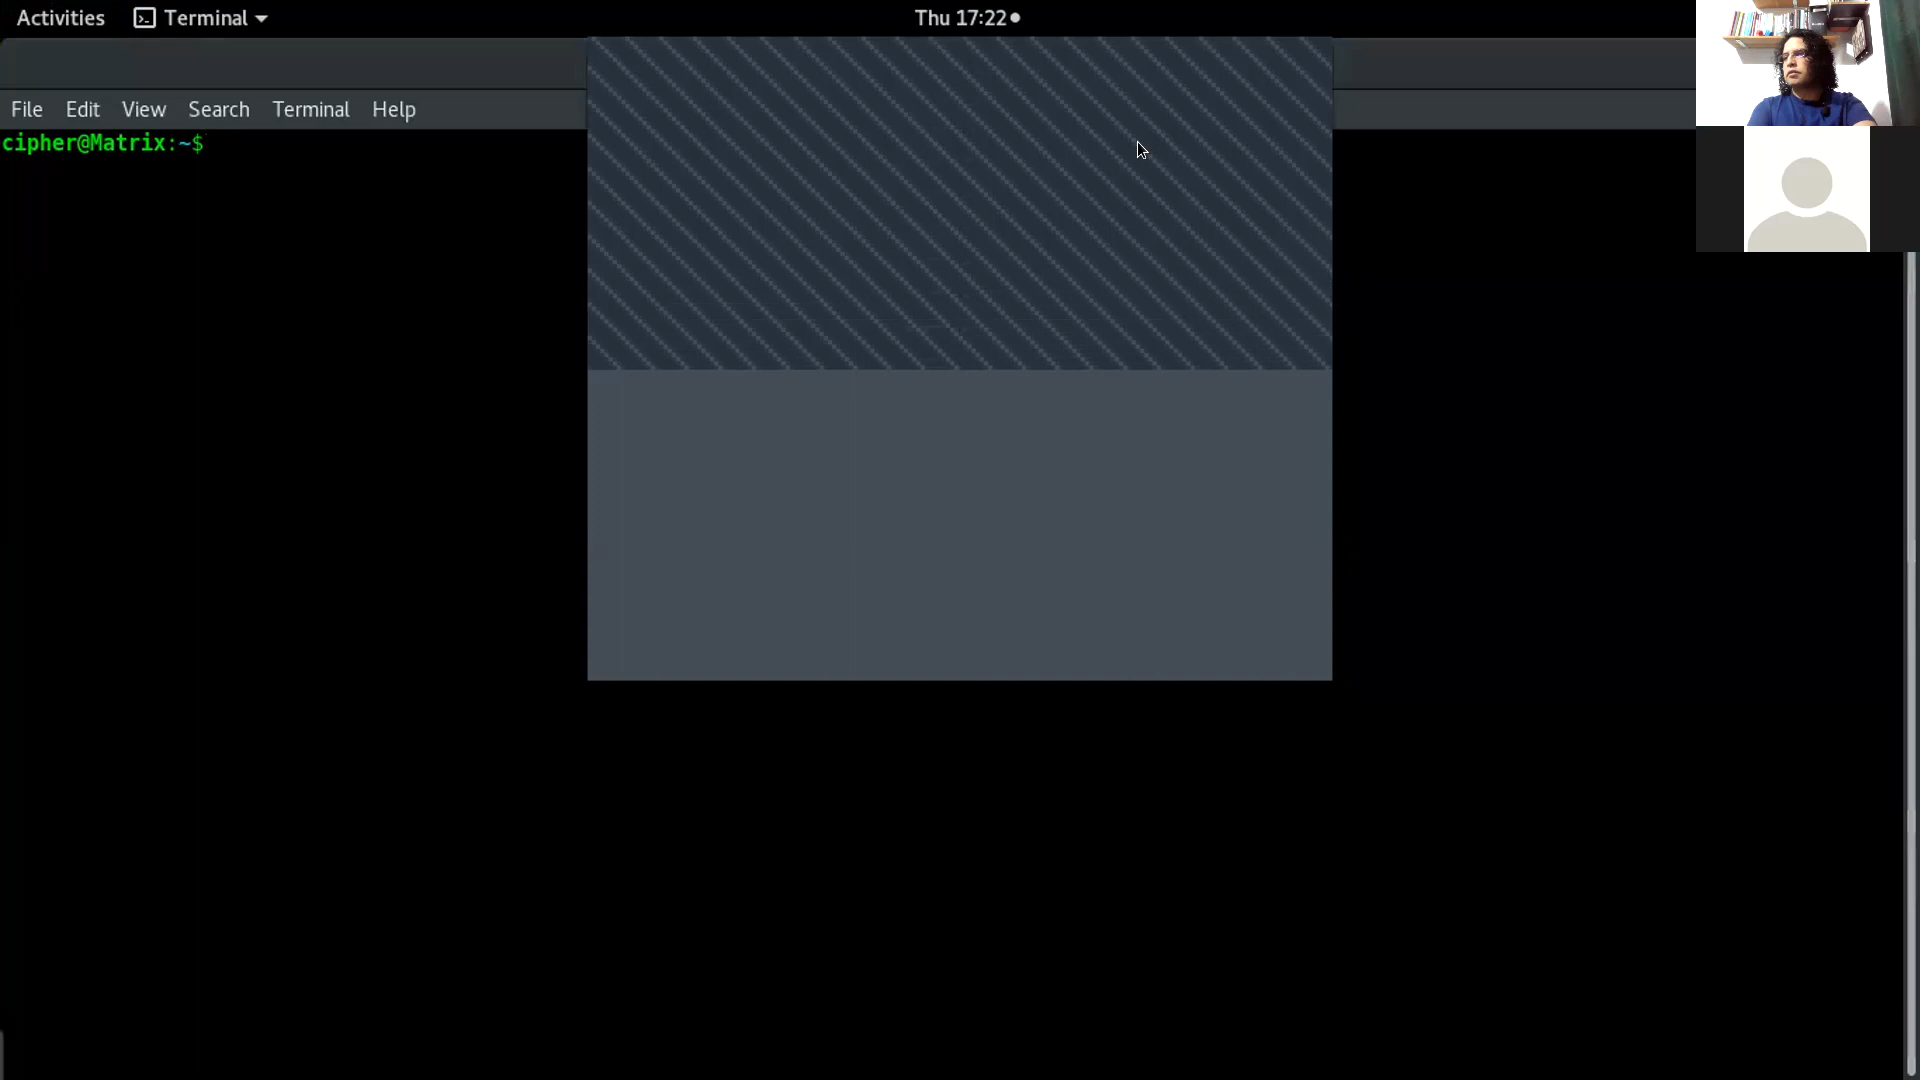 Activities Terminal Thu 17:22
File Edit View Search Terminal Help
cipher@Matrix:~$